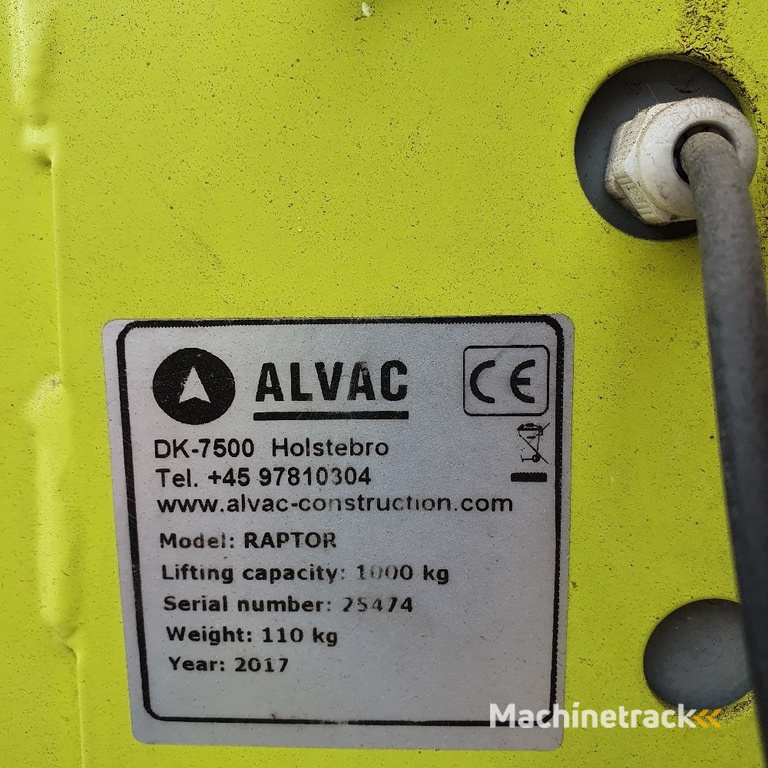 ALVAC
CE
DK-7500 Holstebro
Tel. +45 97810304
www.alvac-construction.com
Model: RAPTOR
Lifting capacity: 1000 kg
Serial number: 25474
Weight: 110 kg
Year: 2017
Machinetrack